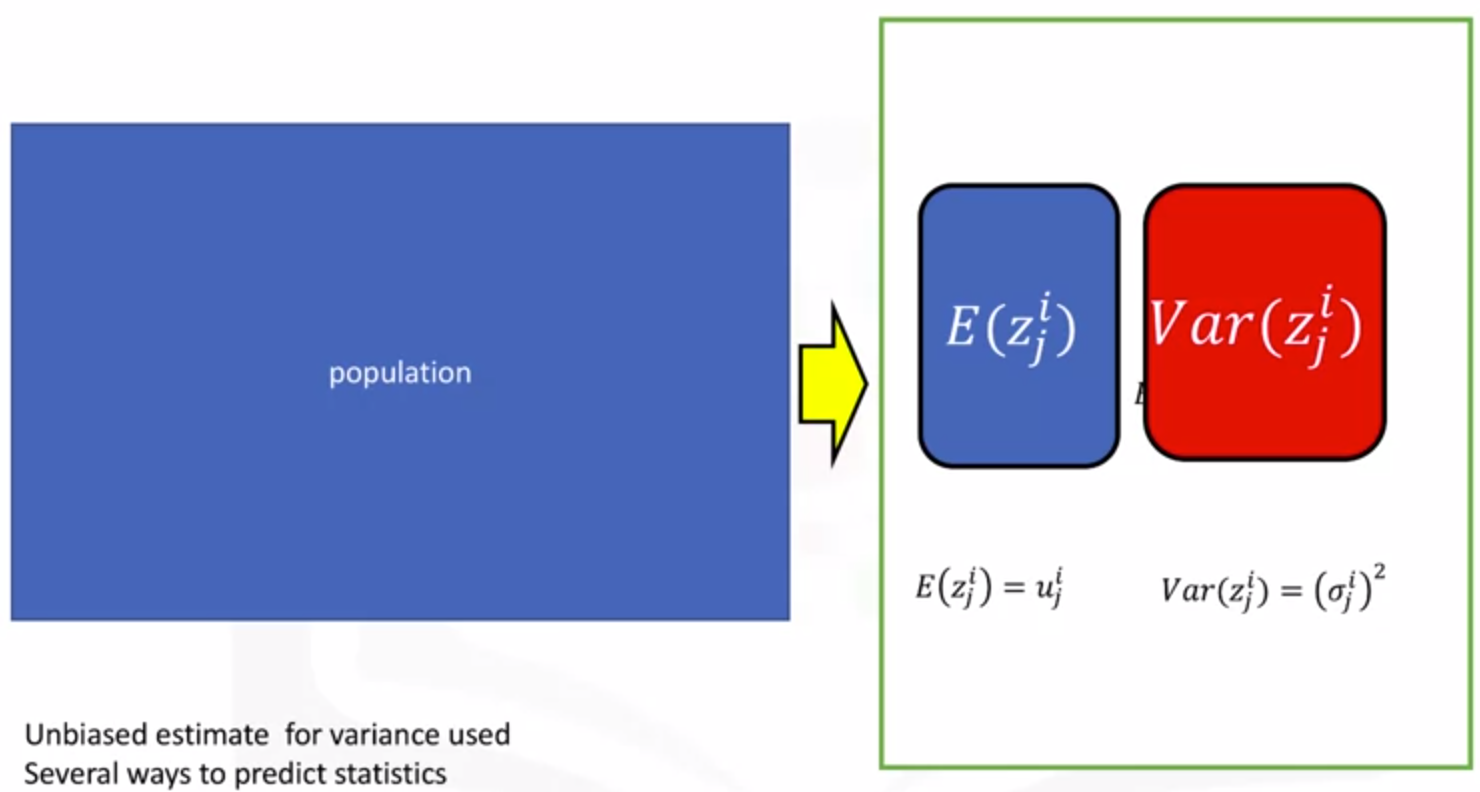 population
E(z_j^i)
Var(z_j^i)
E(z_j^i) = u_j^i
Var(z_j^i) = (σ_j^i)^2
Unbiased estimate for variance used
Several ways to predict statistics